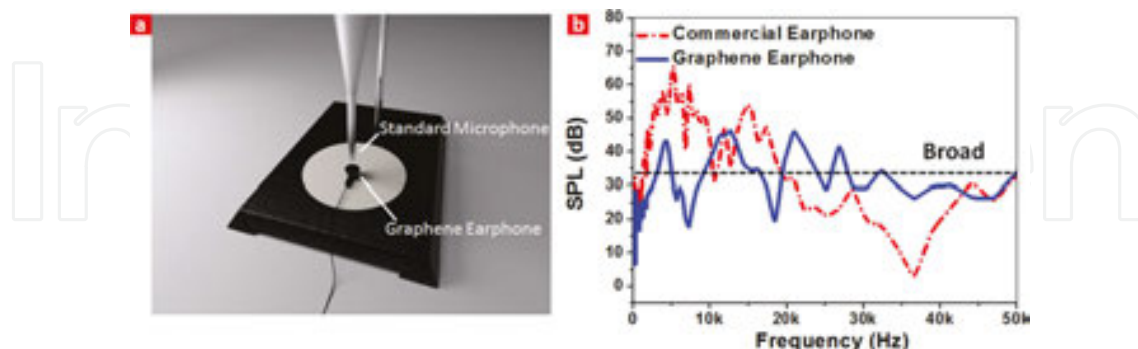 a
Standard Microphone
Graphene Earphone
b
80
70
60
50
40
30
20
10
0
SPL (dB)
Commercial Earphone
Graphene Earphone
Broad
0
10k
20k
30k
40k
50k
Frequency (Hz)